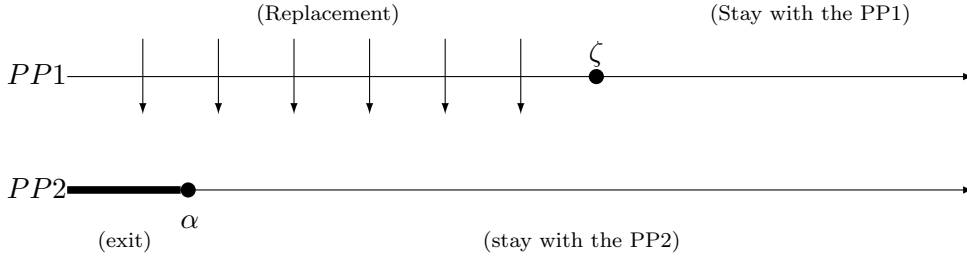 (Replacement) (Stay with the PP1)
PP1 ζ
PP2
α
(exit) (stay with the PP2)